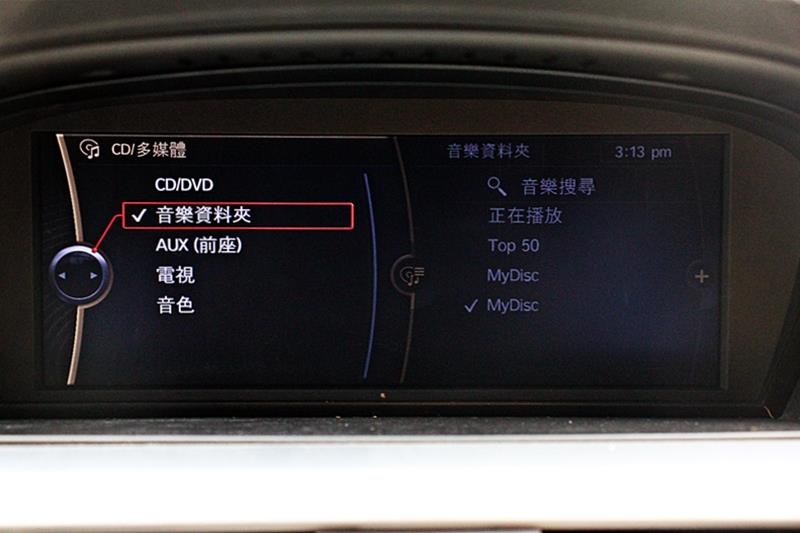 CD/多媒體
CD/DVD
音樂資料夾
AUX (前座)
電視
音色
音樂資料夾 3:13 pm
音樂搜尋
正在播放
Top 50
MyDisc
MyDisc